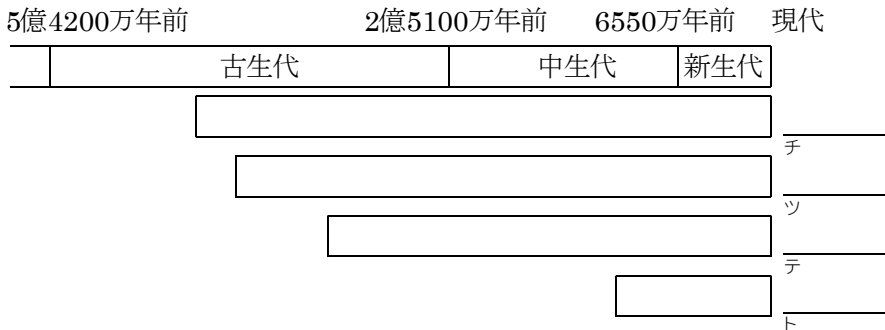 5億4200万年前 2億5100万年前 6550万年前 現代
古生代 中生代 新生代
チ
ツ
テ
ト